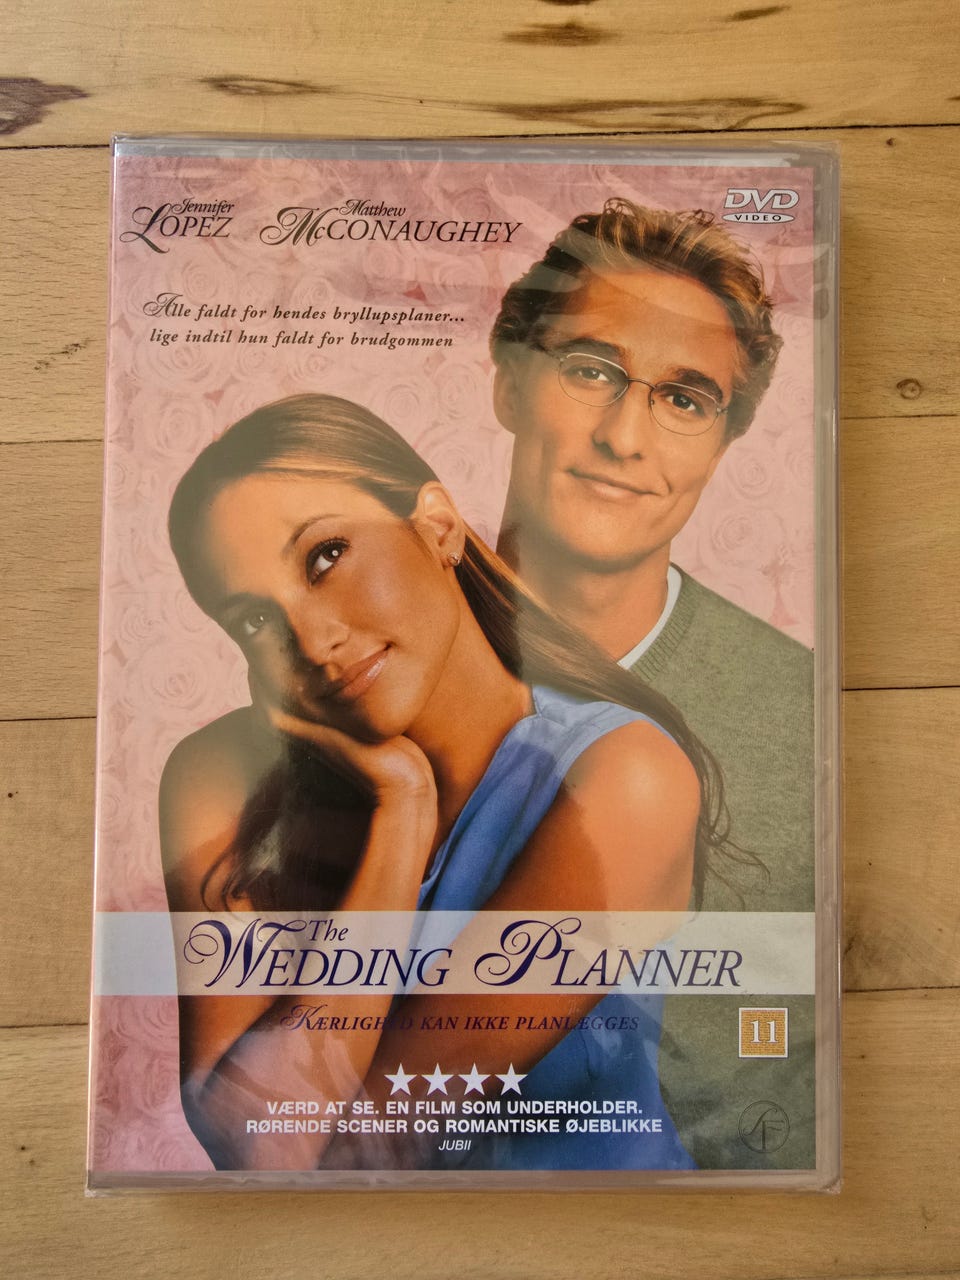 Jennifer
LOPEZ
Matthew
McCONAUGHEY
DVD
VIDEO
Alle faldt for hendes bryllupsplaner...
lige indtil hun faldt for brudgommen
The
WEDDING PLANNER
KÆRLIGHED KAN IKKE PLANLÆGGES
11
★★★★
VÆRD AT SE. EN FILM SOM UNDERHOLDER.
RØRENDE SCENER OG ROMANTISKE ØJEBLIKKE
JUBII
SF